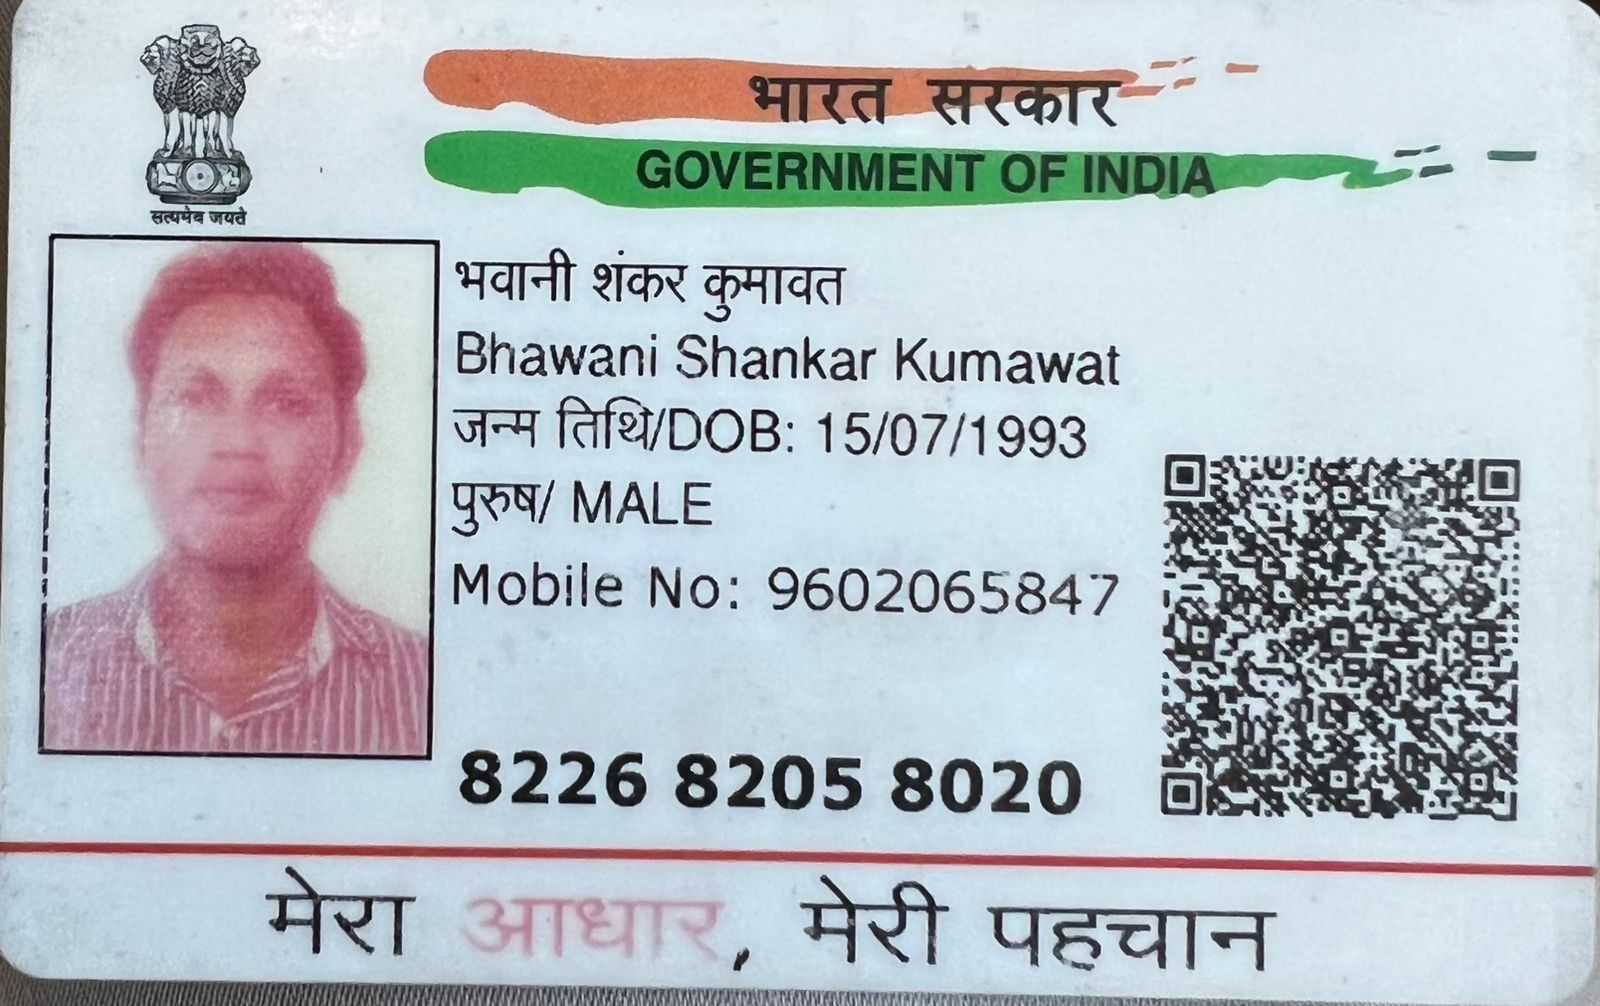 सत्यमेव जयते
भारत सरकार
GOVERNMENT OF INDIA
भवानी शंकर कुमावत
Bhawani Shankar Kumawat
जन्म तिथि/DOB: 15/07/1993
पुरुष/ MALE
Mobile No: 9602065847
8226 8205 8020
मेरा आधार, मेरी पहचान